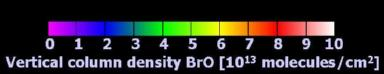 0 1 2 3 4 5 6 7 8 9 10
Vertical column density BrO [10¹³ molecules/cm²]